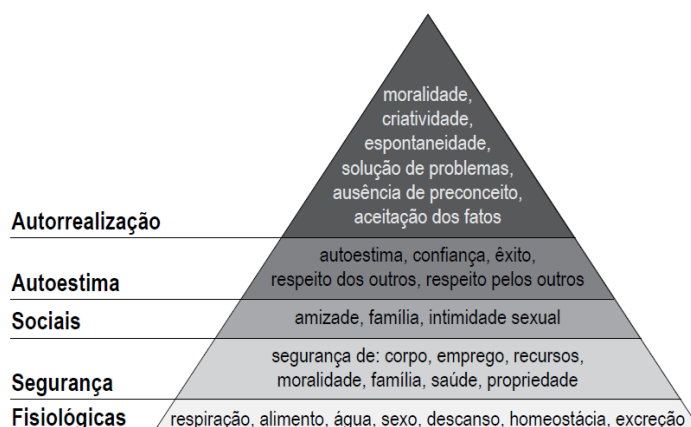 moralidade,
criatividade,
espontaneidade,
solução de problemas,
ausência de preconceito,
aceitação dos fatos
Autorrealização
autoestima, confiança, êxito,
respeito dos outros, respeito pelos outros
Autoestima
Sociais
amizade, família, intimidade sexual
segurança de: corpo, emprego, recursos,
moralidade, família, saúde, propriedade
Segurança
Fisiológicas
respiração, alimento, água, sexo, descanso, homeostácia, excreção